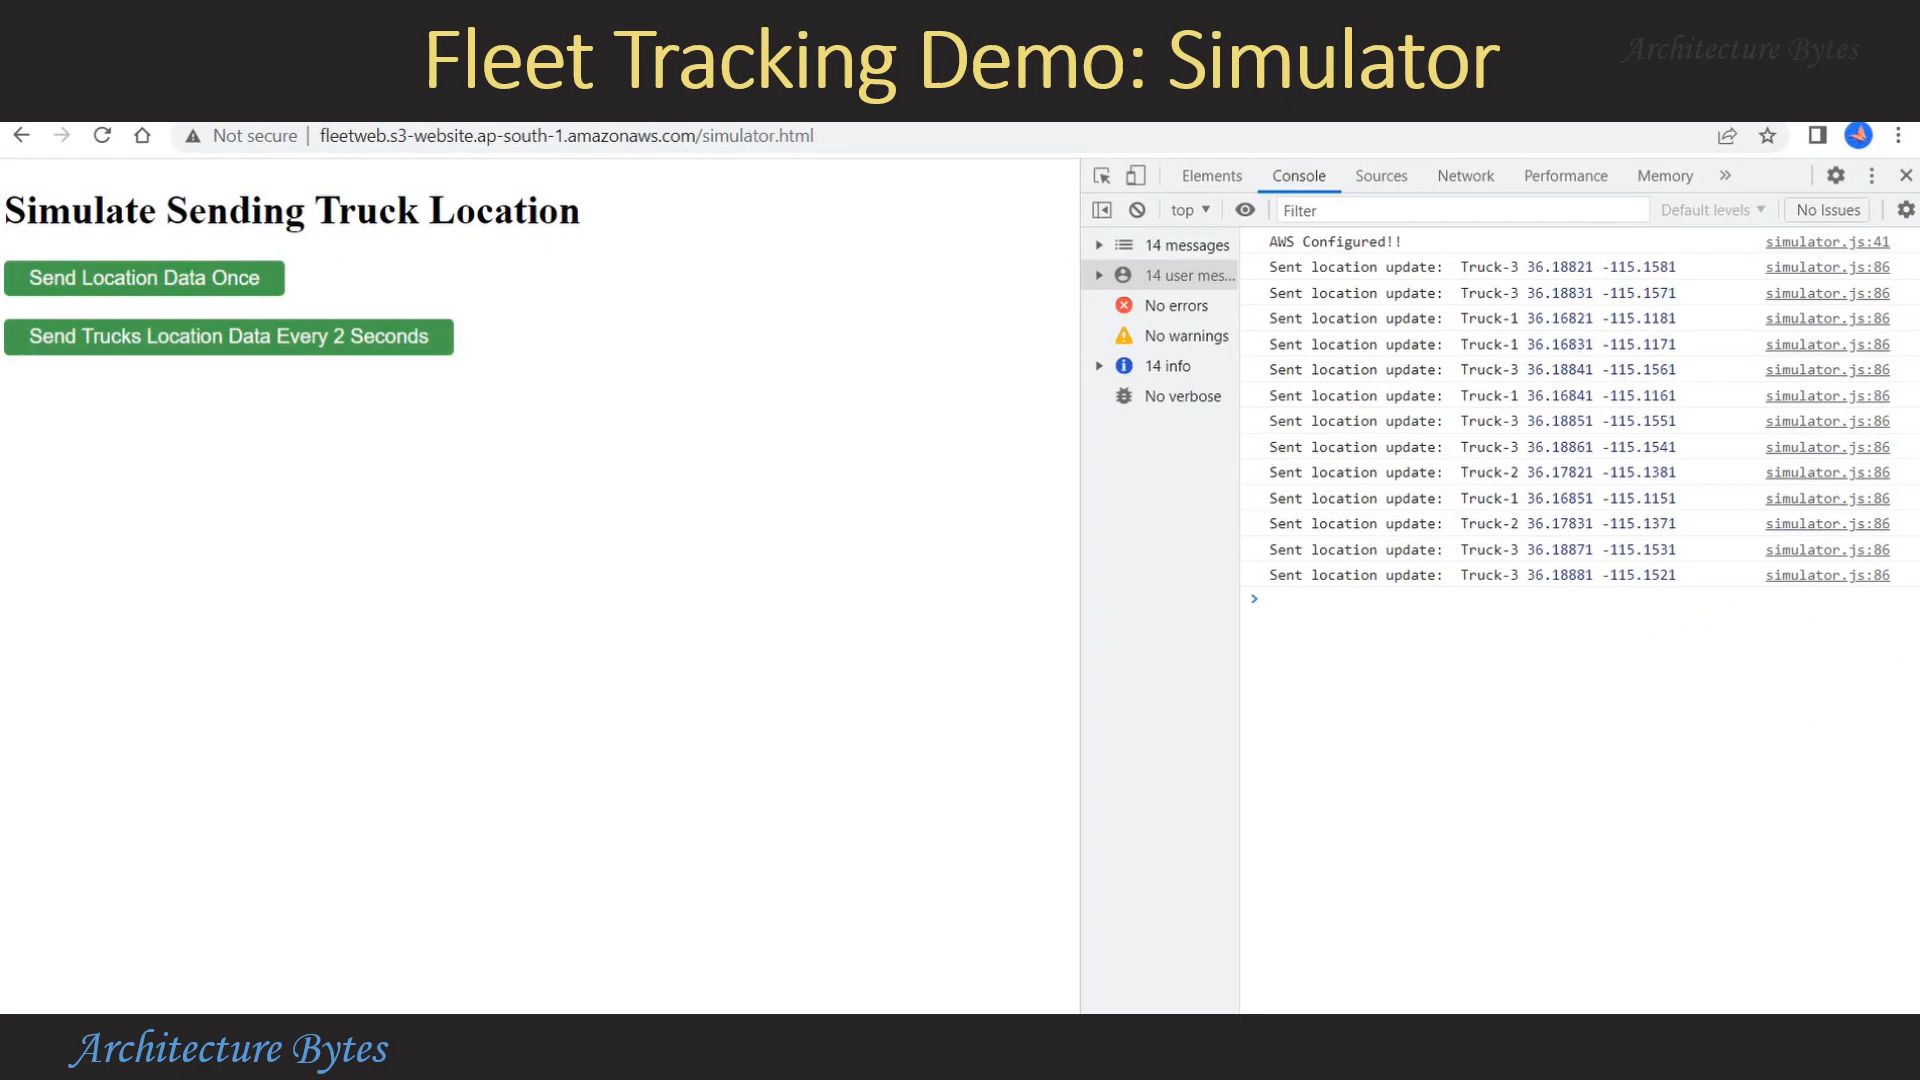 Fleet Tracking Demo: Simulator
Architecture Bytes
Not secure | fleetweb.s3-website.ap-south-1.amazonaws.com/simulator.html
Simulate Sending Truck Location
Send Location Data Once
Send Trucks Location Data Every 2 Seconds
Elements Console Sources Network Performance Memory »
top Filter Default levels No Issues
14 messages
14 user mes...
No errors
No warnings
14 info
No verbose
AWS Configured!! simulator.js:41
Sent location update: Truck-3 36.18821 -115.1581 simulator.js:86
Sent location update: Truck-3 36.18831 -115.1571 simulator.js:86
Sent location update: Truck-1 36.16821 -115.1181 simulator.js:86
Sent location update: Truck-1 36.16831 -115.1171 simulator.js:86
Sent location update: Truck-3 36.18841 -115.1561 simulator.js:86
Sent location update: Truck-1 36.16841 -115.1161 simulator.js:86
Sent location update: Truck-3 36.18851 -115.1551 simulator.js:86
Sent location update: Truck-3 36.18861 -115.1541 simulator.js:86
Sent location update: Truck-2 36.17821 -115.1381 simulator.js:86
Sent location update: Truck-1 36.16851 -115.1151 simulator.js:86
Sent location update: Truck-2 36.17831 -115.1371 simulator.js:86
Sent location update: Truck-3 36.18871 -115.1531 simulator.js:86
Sent location update: Truck-3 36.18881 -115.1521 simulator.js:86
>
Architecture Bytes